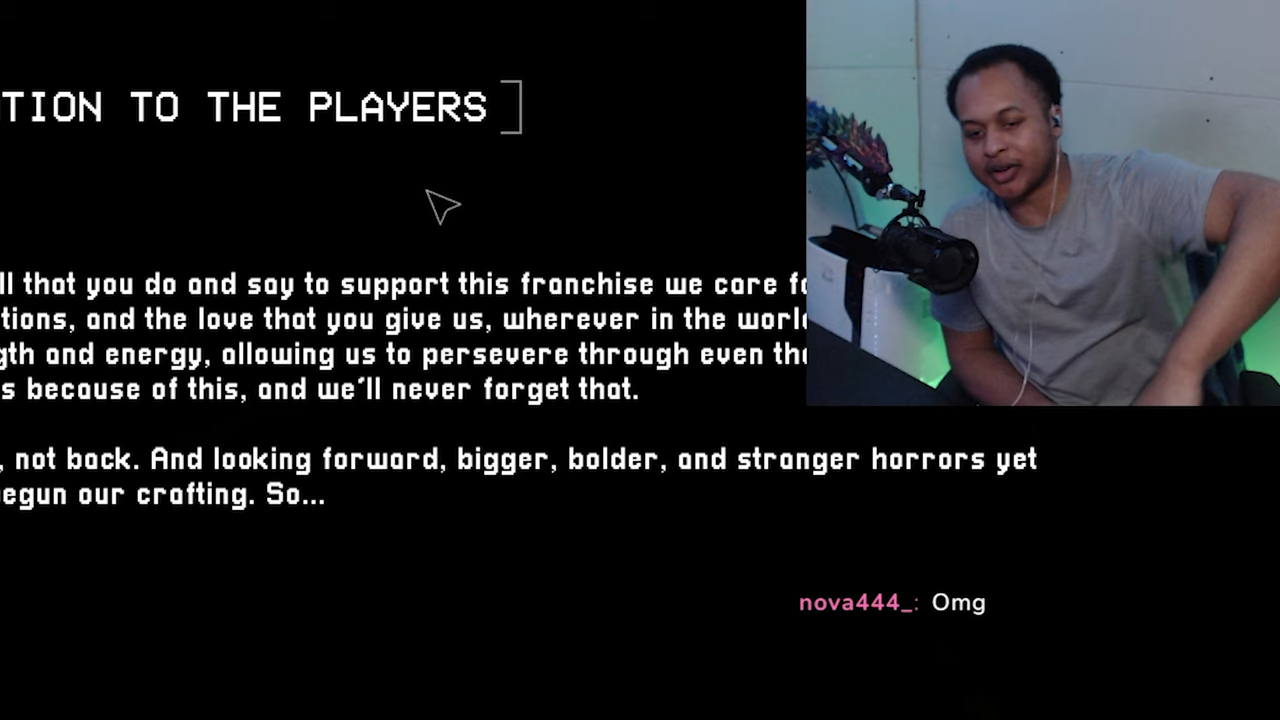 TION TO THE PLAYERS
ll that you do and say to support this franchise we care
tions, and the love that you give us, wherever in the
gth and energy, allowing us to persevere through even
s because of this, and we'll never forget that.
, not back. And looking forward, bigger, bolder, and stranger horrors yet
egun our crafting. So...
nova444_: Omg